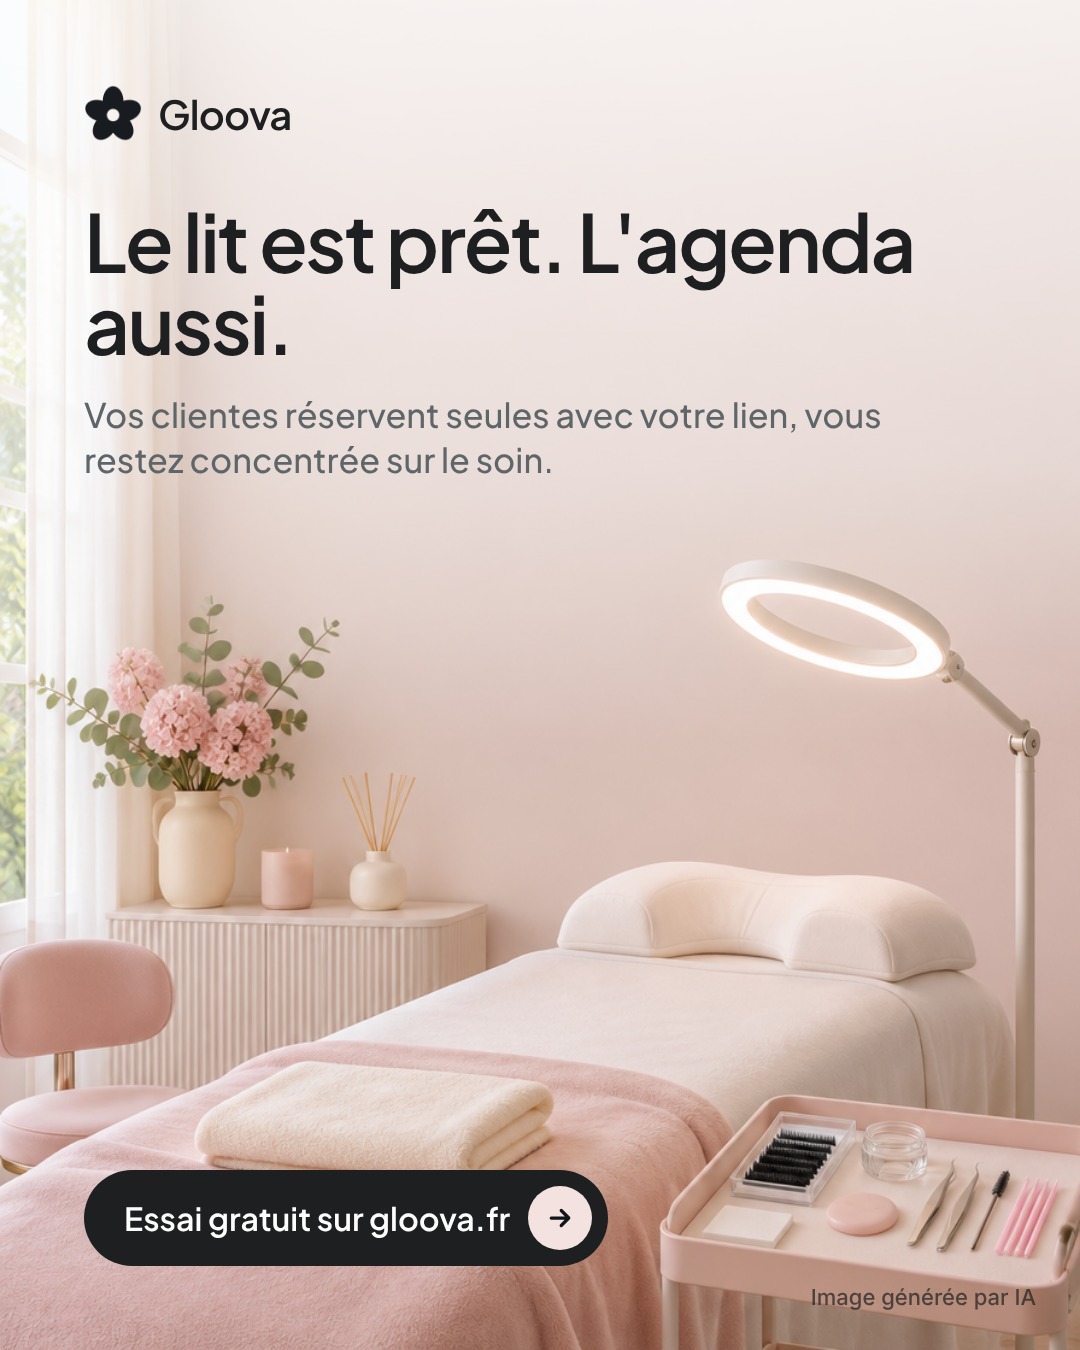 Gloova
Le lit est prêt. L'agenda
aussi.
Vos clientes réservent seules avec votre lien, vous
restez concentrée sur le soin.
Essai gratuit sur gloova.fr
Image générée par IA